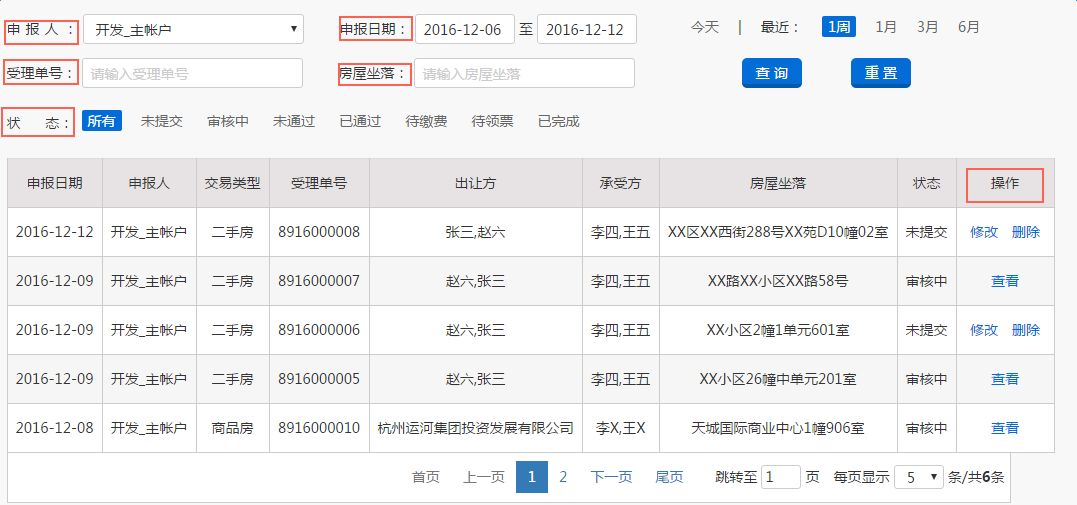 申 报 人 ： 开发_主帐户 申报日期： 2016-12-06 至 2016-12-12 今天 | 最近： 1周 1月 3月 6月
受理单号： 请输入受理单号 房屋坐落： 请输入房屋坐落 查 询 重 置
状 态： 所有 未提交 审核中 未通过 已通过 待缴费 待领票 已完成
申报日期 申报人 交易类型 受理单号 出让方 承受方 房屋坐落 状态 操作
2016-12-12 开发_主帐户 二手房 8916000008 张三,赵六 李四,王五 XX区XX西街288号XX苑D10幢02室 未提交 修改 删除
2016-12-09 开发_主帐户 二手房 8916000007 赵六,张三 李四,王五 XX路XX小区XX路58号 审核中 查看
2016-12-09 开发_主帐户 二手房 8916000006 赵六,张三 李四,王五 XX小区2幢1单元601室 未提交 修改 删除
2016-12-09 开发_主帐户 二手房 8916000005 赵六,张三 李四,王五 XX小区26幢中单元201室 审核中 查看
2016-12-08 开发_主帐户 商品房 8916000010 杭州运河集团投资发展有限公司 李X,王X 天城国际商业中心1幢906室 审核中 查看
首页 上一页 1 2 下一页 尾页 跳转至 1 页 每页显示 5 条/共6条